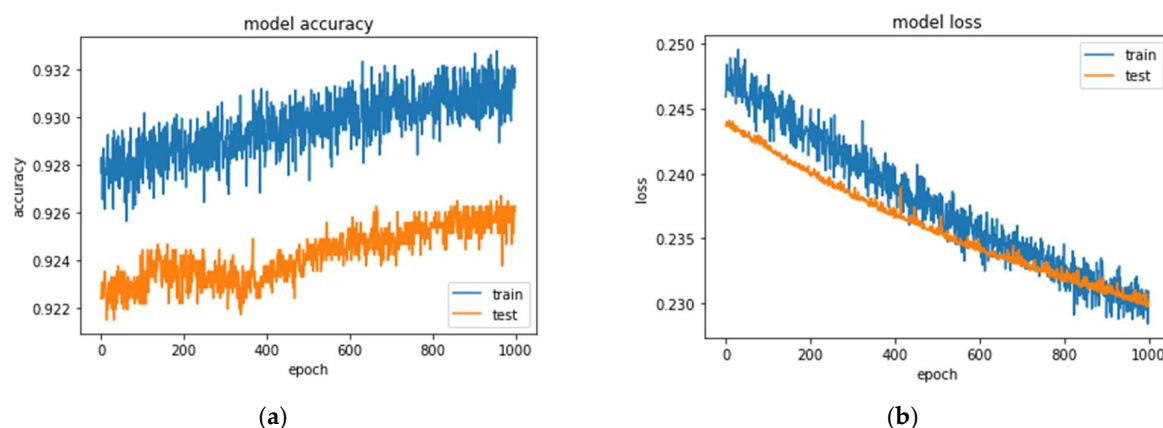 model accuracy
0.932
0.930
0.928
0.926
0.924
0.922
accuracy
train
test
0 200 400 600 800 1000
epoch
(a)
model loss
0.250
0.245
0.240
0.235
0.230
loss
train
test
0 200 400 600 800 1000
epoch
(b)